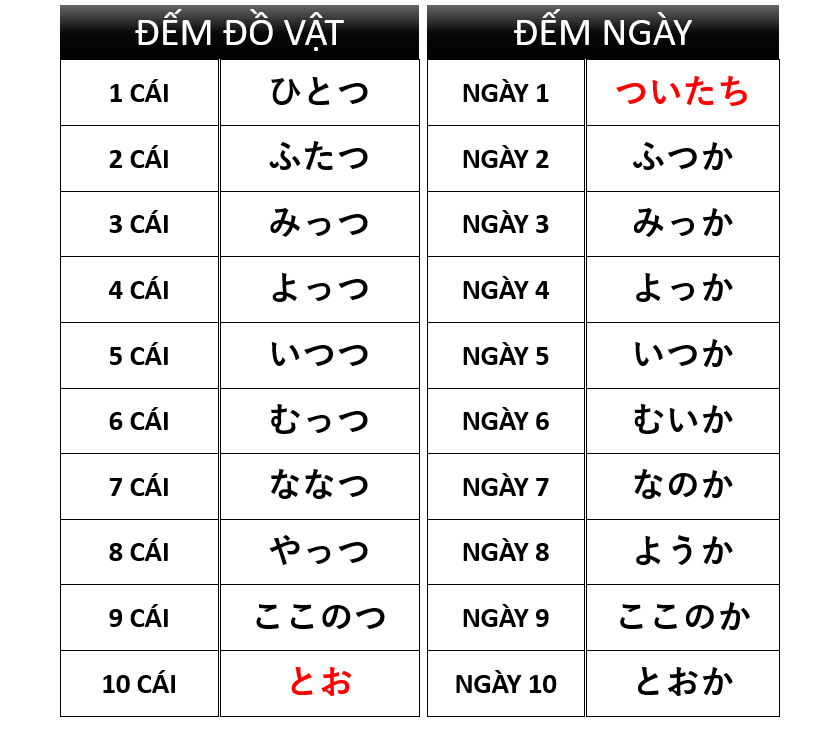 ĐẾM ĐỒ VẬT
1 CÁI ひとつ
2 CÁI ふたつ
3 CÁI みっつ
4 CÁI よっつ
5 CÁI いつつ
6 CÁI むっつ
7 CÁI ななつ
8 CÁI やっつ
9 CÁI ここのつ
10 CÁI とお
ĐẾM NGÀY
NGÀY 1 ついたち
NGÀY 2 ふつか
NGÀY 3 みっか
NGÀY 4 よっか
NGÀY 5 いつか
NGÀY 6 むいか
NGÀY 7 なのか
NGÀY 8 ようか
NGÀY 9 ここのか
NGÀY 10 とおか